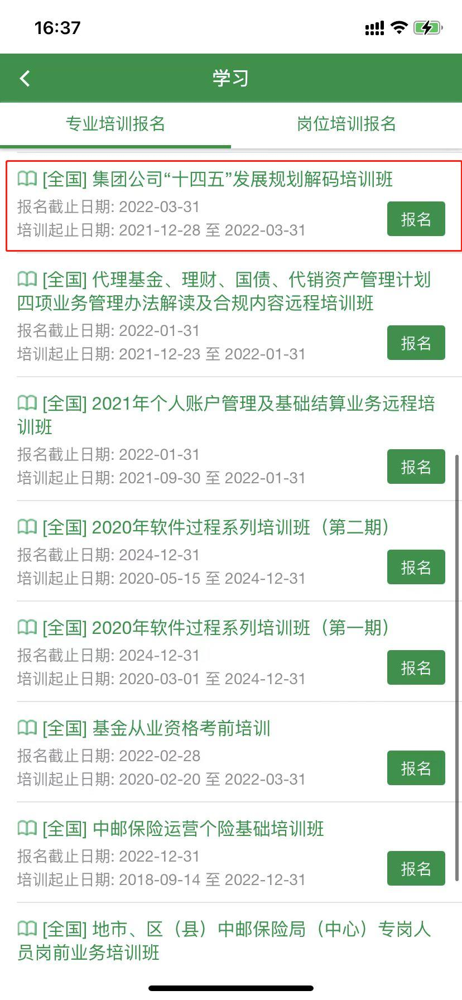 16:37
学习
专业培训报名
岗位培训报名
[全国] 集团公司“十四五”发展规划解码培训班
报名截止日期: 2022-03-31
培训起止日期: 2021-12-28 至 2022-03-31
报名
[全国] 代理基金、理财、国债、代销资产管理计划
四项业务管理办法解读及合规内容远程培训班
报名截止日期: 2022-01-31
培训起止日期: 2021-12-23 至 2022-01-31
报名
[全国] 2021年个人账户管理及基础结算业务远程培
训班
报名截止日期: 2022-01-31
培训起止日期: 2021-09-30 至 2022-01-31
报名
[全国] 2020年软件过程系列培训班（第二期）
报名截止日期: 2024-12-31
培训起止日期: 2020-05-15 至 2024-12-31
报名
[全国] 2020年软件过程系列培训班（第一期）
报名截止日期: 2024-12-31
培训起止日期: 2020-03-01 至 2024-12-31
报名
[全国] 基金从业资格考前培训
报名截止日期: 2022-02-28
培训起止日期: 2020-02-20 至 2022-03-31
报名
[全国] 中邮保险运营个险基础培训班
报名截止日期: 2022-12-31
培训起止日期: 2018-09-14 至 2022-12-31
报名
[全国] 地市、区（县）中邮保险局（中心）专岗人
员岗前业务培训班